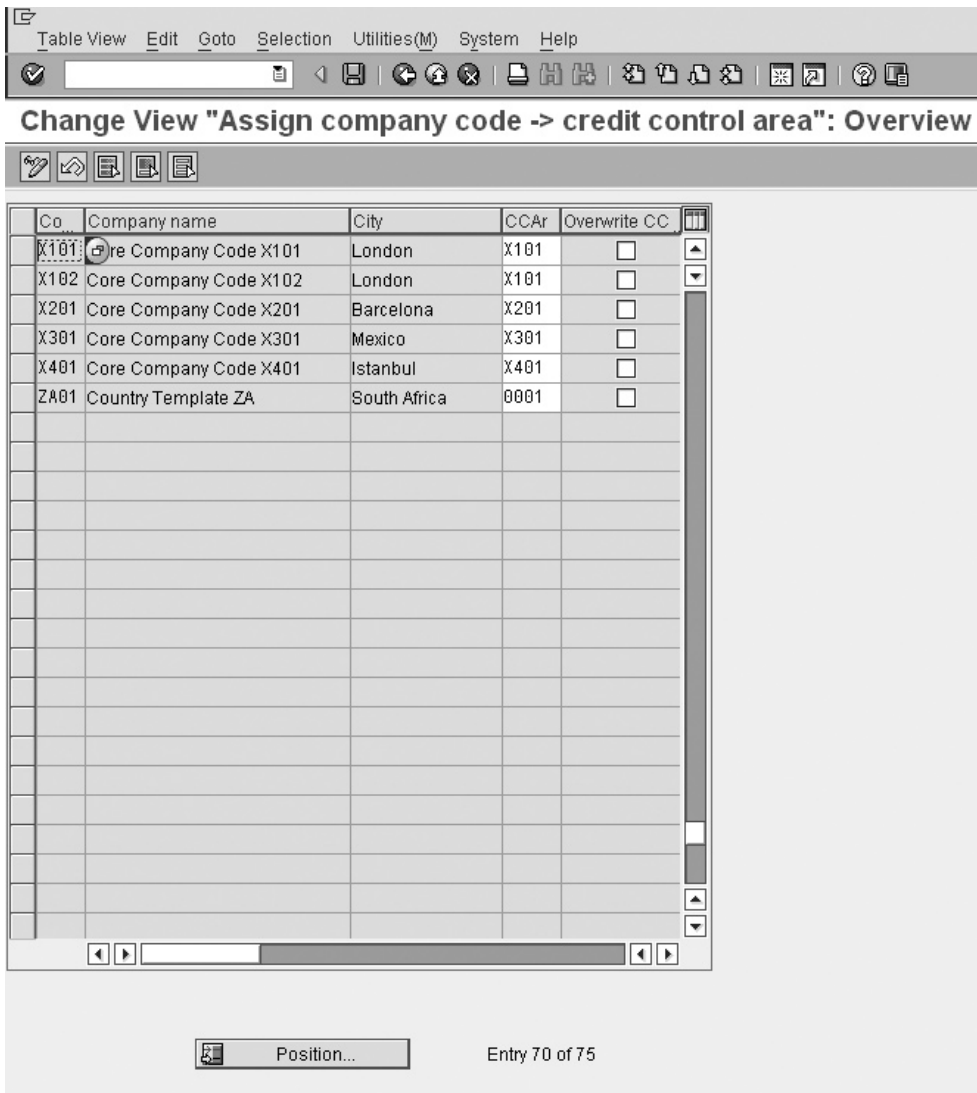 Table View Edit Goto Selection Utilities(M) System Help
Change View "Assign company code -> credit control area": Overview
Co... Company name City CCAr Overwrite CC
X101 re Company Code X101 London X101
X102 Core Company Code X102 London X101
X201 Core Company Code X201 Barcelona X201
X301 Core Company Code X301 Mexico X301
X401 Core Company Code X401 Istanbul X401
ZA01 Country Template ZA South Africa 0001
Position... Entry 70 of 75